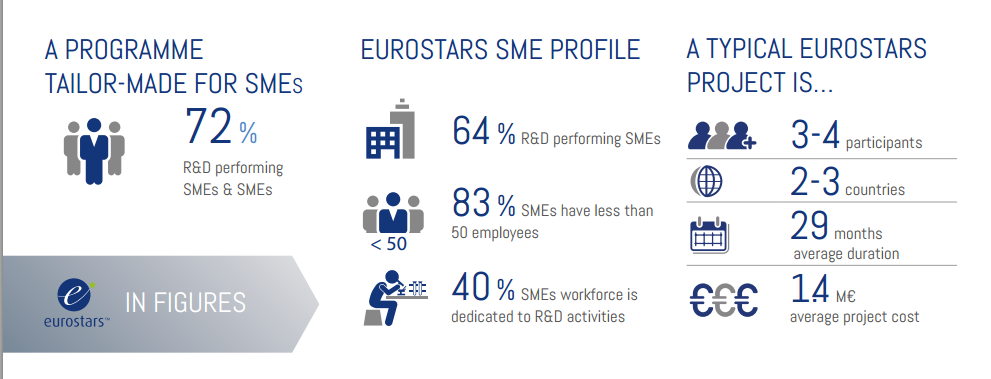 A PROGRAMME
TAILOR-MADE FOR SMEs
72 %
R&D performing
SMEs & SMEs
eurostars™
IN FIGURES
EUROSTARS SME PROFILE
64 % R&D performing SMEs
< 50
83 % SMEs have less than
50 employees
40 % SMEs workforce is
dedicated to R&D activities
A TYPICAL EUROSTARS
PROJECT IS...
3-4 participants
2-3 countries
29 months
average duration
€€€
14 M€
average project cost